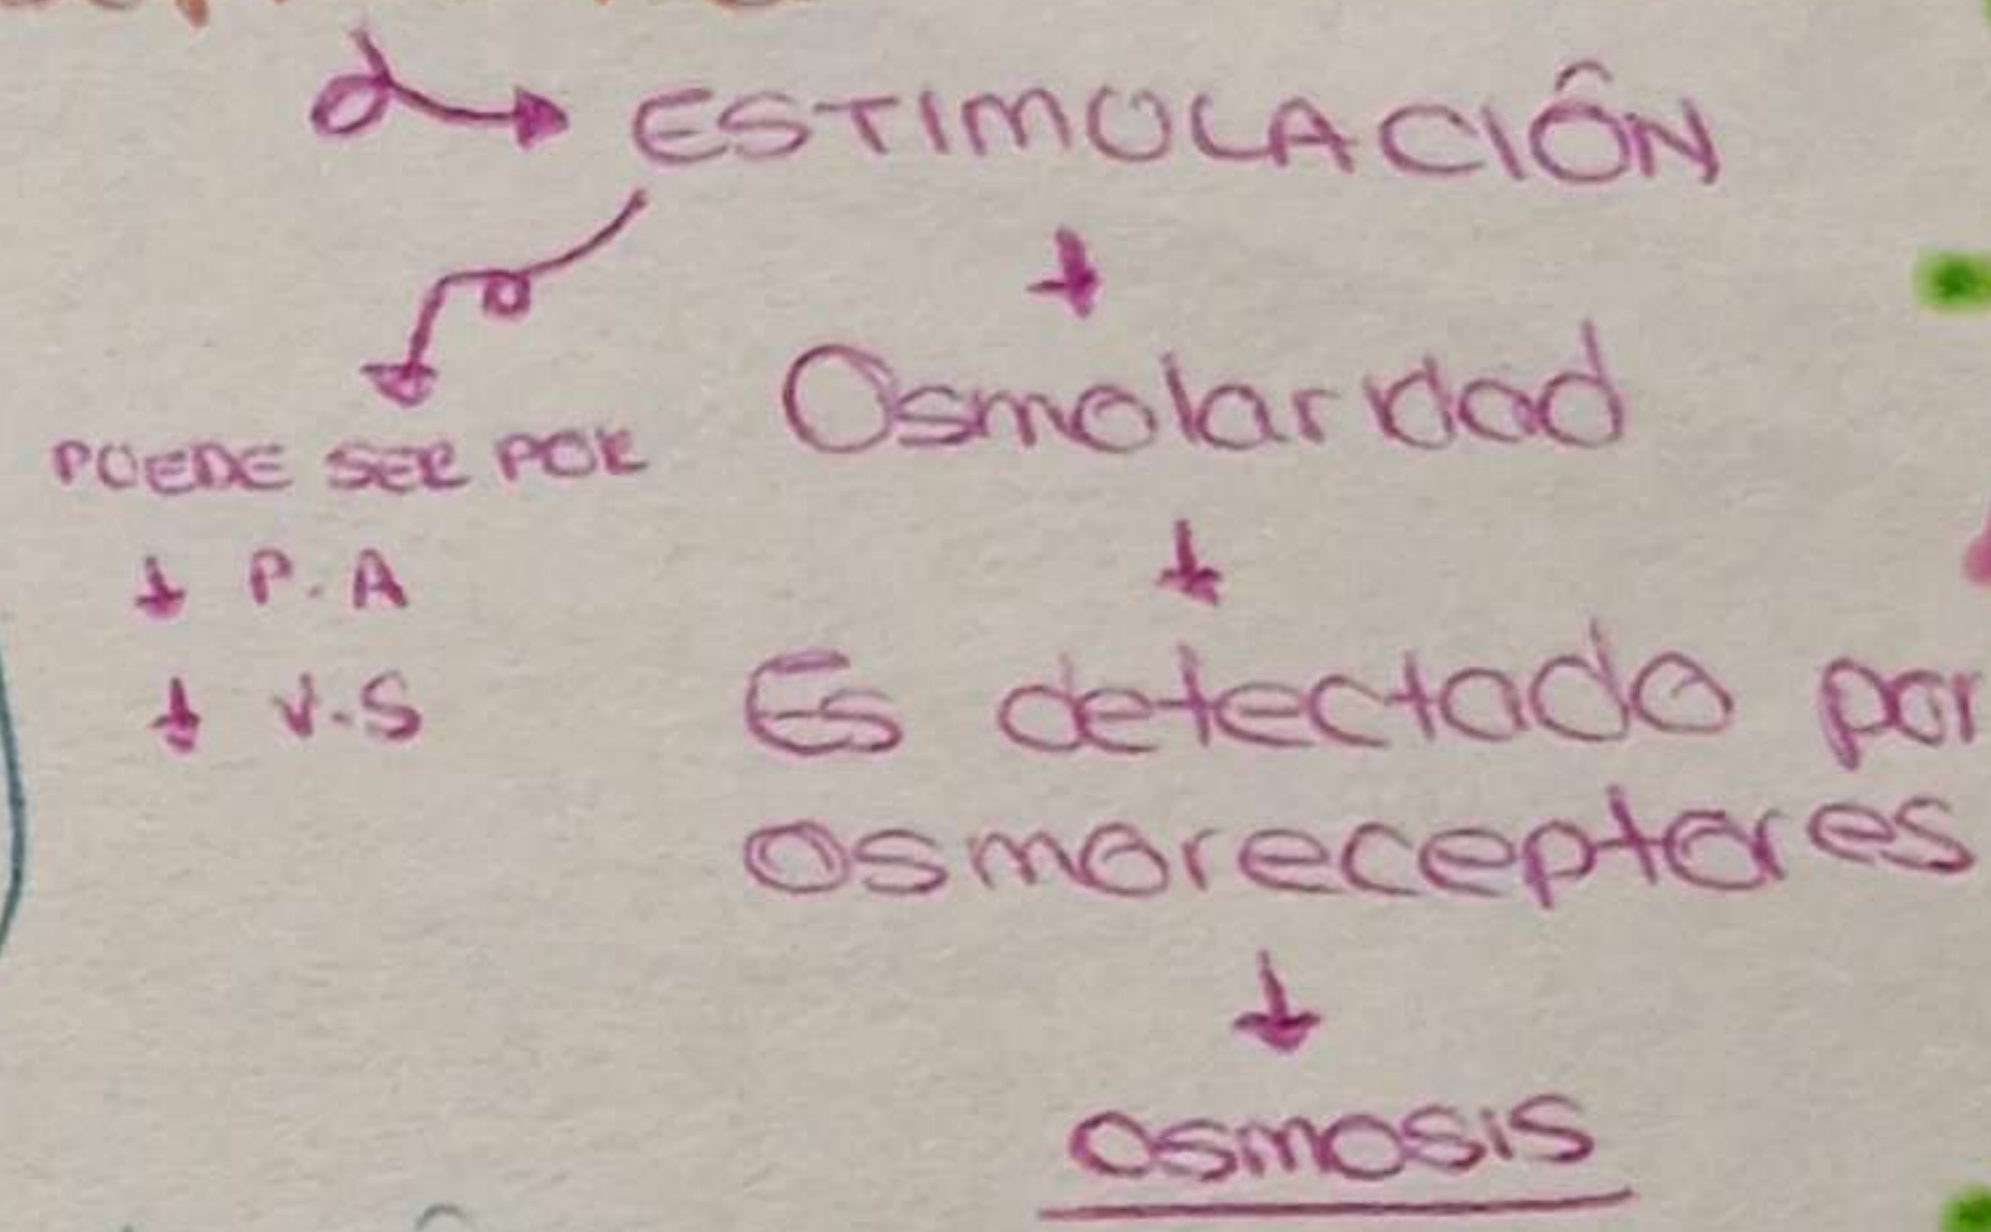 ESTIMULACIÓN
Osmolaridad
PUEDE SER POR
↓ P.A
↓ V.S
Es detectado por
osmoreceptores
osmosis